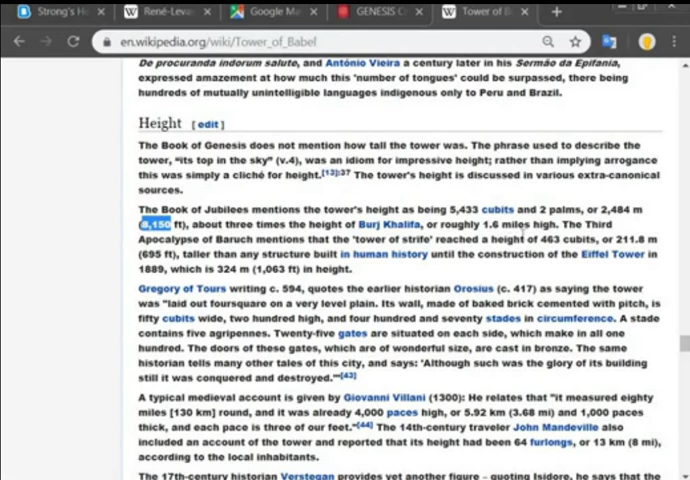 Strong's H
René-Leva
Google Ma
GENESIS C
Tower of B
en.wikipedia.org/wiki/Tower_of_Babel
De procuranda indorum salute, and António Vieira a century later in his Sermão da Epifania,
expressed amazement at how much this 'number of tongues' could be surpassed, there being
hundreds of mutually unintelligible languages indigenous only to Peru and Brazil.
Height [ edit ]
The Book of Genesis does not mention how tall the tower was. The phrase used to describe the
tower, "its top in the sky" (v.4), was an idiom for impressive height; rather than implying arrogance
this was simply a cliché for height.[13]:37 The tower's height is discussed in various extra-canonical
sources.
The Book of Jubilees mentions the tower's height as being 5,433 cubits and 2 palms, or 2,484 m
(8,150 ft), about three times the height of Burj Khalifa, or roughly 1.6 miles high. The Third
Apocalypse of Baruch mentions that the 'tower of strife' reached a height of 463 cubits, or 211.8 m
(695 ft), taller than any structure built in human history until the construction of the Eiffel Tower in
1889, which is 324 m (1,063 ft) in height.
Gregory of Tours writing c. 594, quotes the earlier historian Orosius (c. 417) as saying the tower
was "laid out foursquare on a very level plain. Its wall, made of baked brick cemented with pitch, is
fifty cubits wide, two hundred high, and four hundred and seventy stades in circumference. A stade
contains five agripennes. Twenty-five gates are situated on each side, which make in all one
hundred. The doors of these gates, which are of wonderful size, are cast in bronze. The same
historian tells many other tales of this city, and says: 'Although such was the glory of its building
still it was conquered and destroyed.'"[43]
A typical medieval account is given by Giovanni Villani (1300): He relates that "it measured eighty
miles [130 km] round, and it was already 4,000 paces high, or 5.92 km (3.68 mi) and 1,000 paces
thick, and each pace is three of our feet."[44] The 14th-century traveler John Mandeville also
included an account of the tower and reported that its height had been 64 furlongs, or 13 km (8 mi),
according to the local inhabitants.
The 17th-century historian Verstegan provides yet another figure – quoting Isidore, he says that the